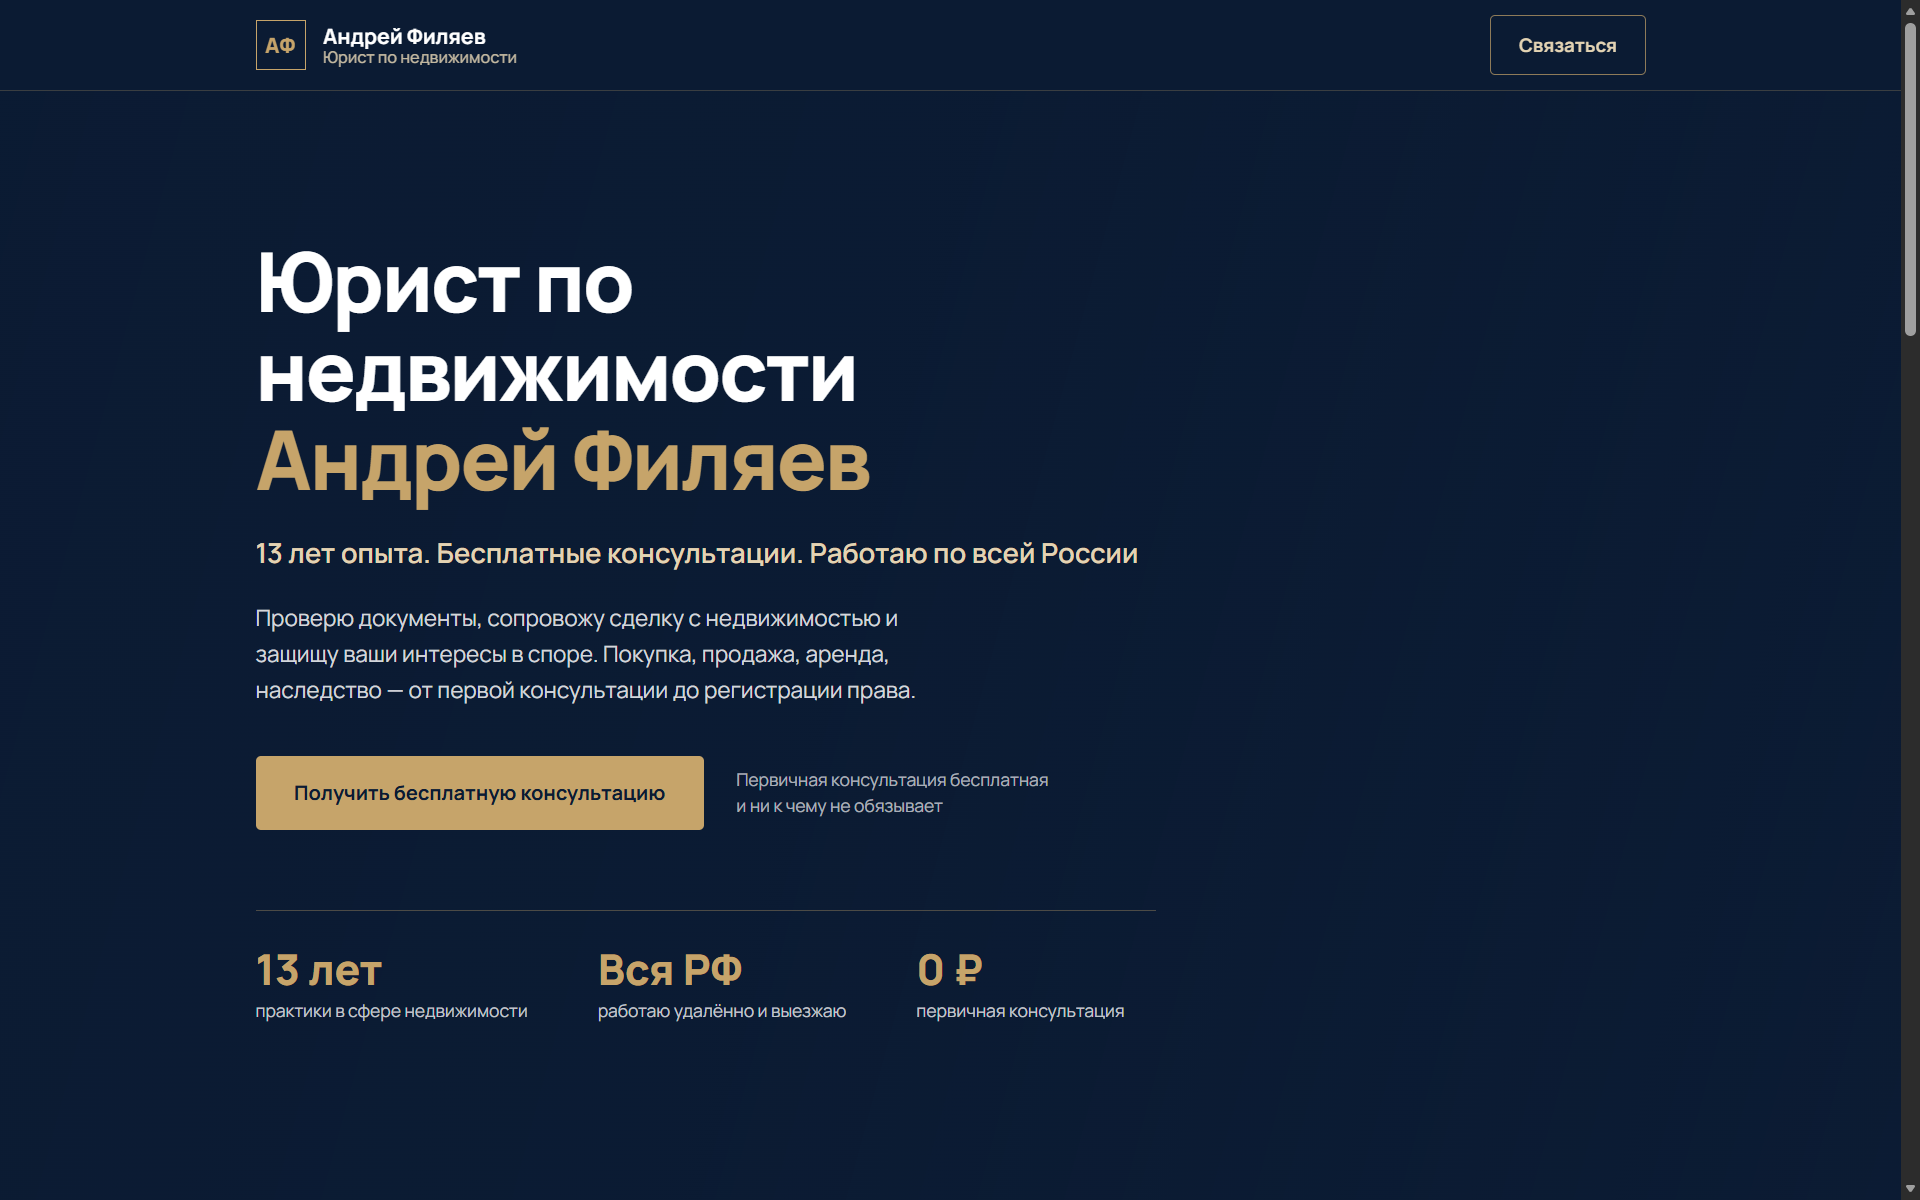 АФ
Андрей Филяев
Юрист по недвижимости
Связаться
Юрист по
недвижимости
Андрей Филяев
13 лет опыта. Бесплатные консультации. Работаю по всей России
Проверю документы, сопровожу сделку с недвижимостью и
защищу ваши интересы в споре. Покупка, продажа, аренда,
наследство — от первой консультации до регистрации права.
Получить бесплатную консультацию
Первичная консультация бесплатная
и ни к чему не обязывает
13 лет
практики в сфере недвижимости
Вся РФ
работаю удалённо и выезжаю
0 ₽
первичная консультация